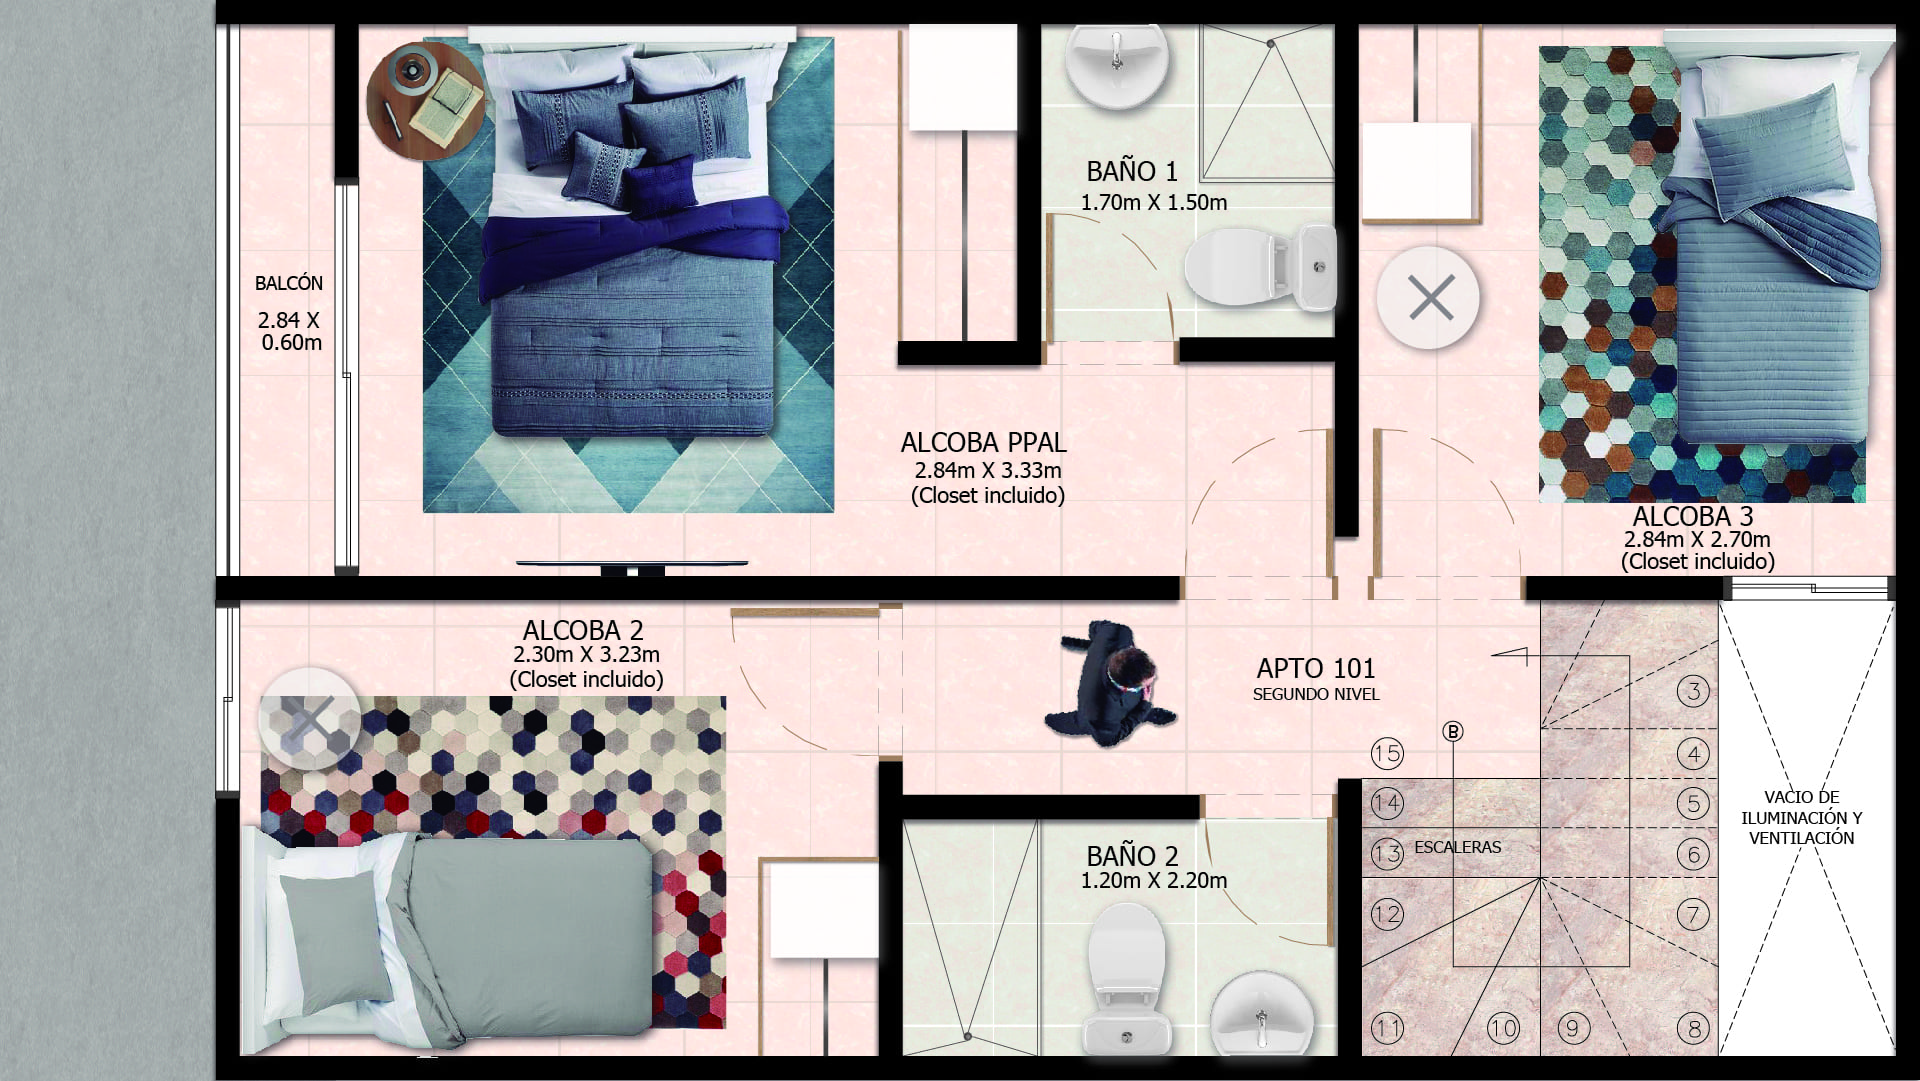 BAÑO 1
1.70m X 1.50m
BALCÓN
2.84 X
0.60m
ALCOBA PPAL
2.84m X 3.33m
(Closet incluido)
ALCOBA 3
2.84m X 2.70m
(Closet incluido)
ALCOBA 2
2.30m X 3.23m
(Closet incluido)
APTO 101
SEGUNDO NIVEL
3
B
15
4
14
5
VACIO DE
ILUMINACIÓN Y
VENTILACIÓN
13
ESCALERAS
6
BAÑO 2
1.20m X 2.20m
12
7
11
10
9
8